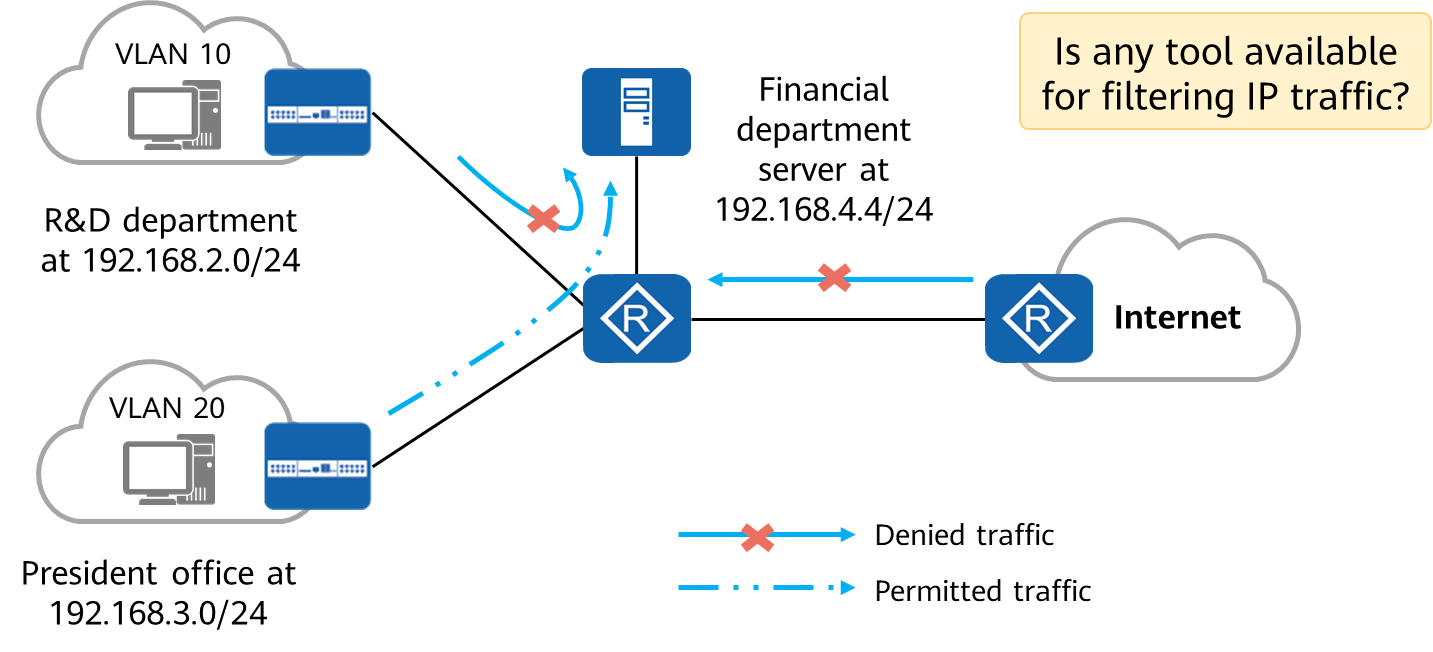 VLAN 10
R&D department
at 192.168.2.0/24
Financial
department
server at
192.168.4.4/24
Is any tool available
for filtering IP traffic?
R
R
Internet
VLAN 20
President office at
192.168.3.0/24
Denied traffic
Permitted traffic